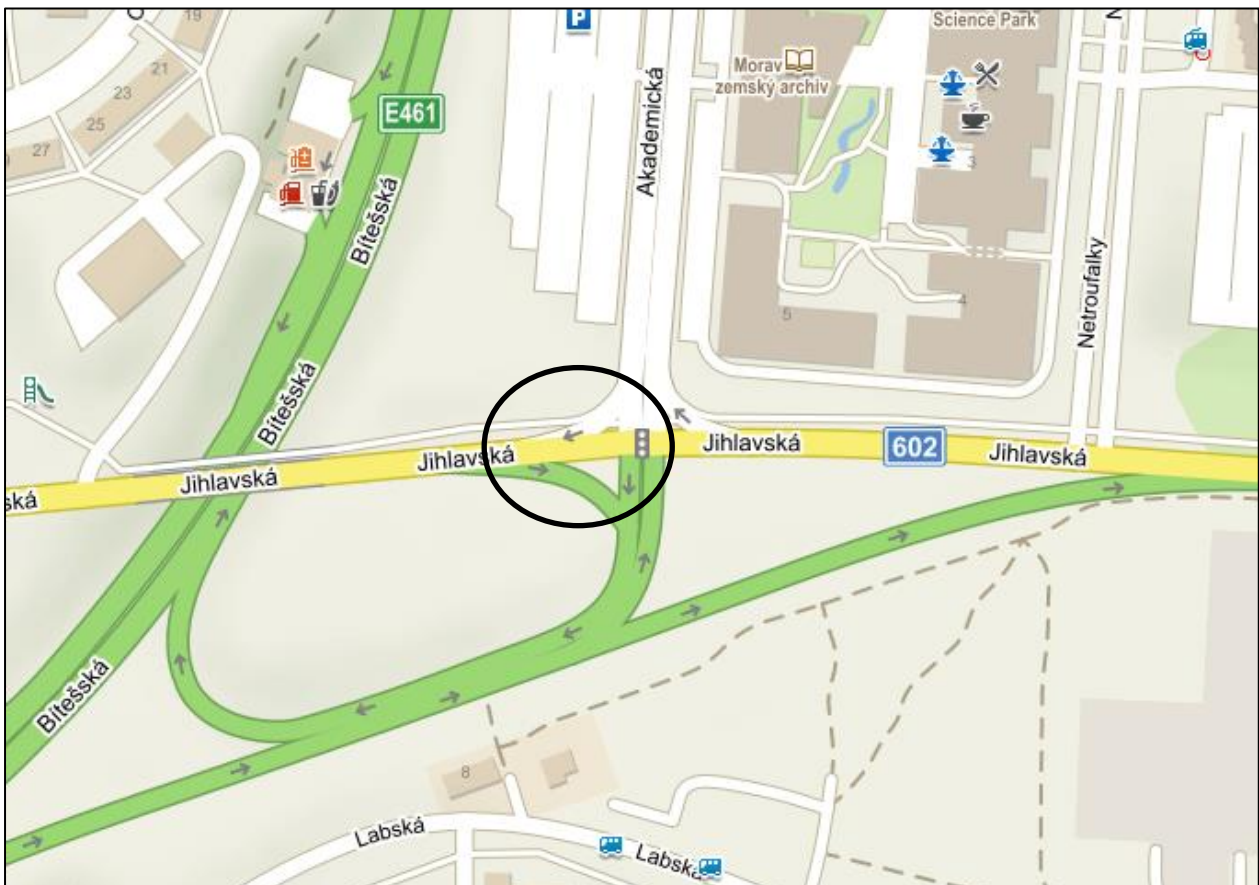 19
21
23
25
27
E461
Bítešská
Bítešská
Bítešská
P
Akademická
Morav
zemský archiv
Science Park
3
4
5
Netroufalky
Jihlavská
Jihlavská
Jihlavská
602
Jihlavská
ská
8
Labská
Labská